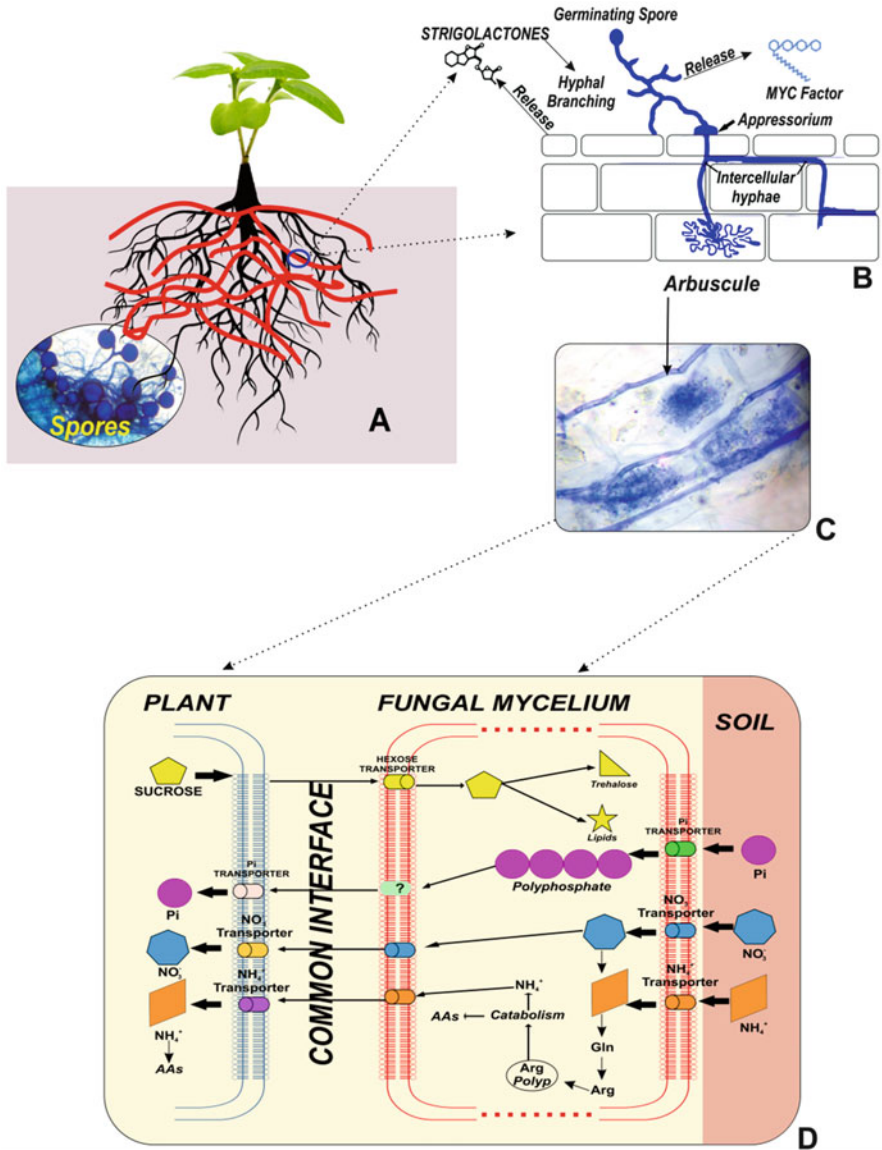 Germinating Spore
STRIGOLACTONES
Release
Hyphal
Branching
MYC Factor
Release
Appressorium
Intercellular
hyphae
B
Spores
A
Arbuscule
C
PLANT
FUNGAL MYCELIUM
SOIL
SUCROSE
HEXOSE
TRANSPORTER
Trehalose
Lipids
COMMON INTERFACE
Pi
TRANSPORTER
Pi
TRANSPORTER
Pi
?
Polyphosphate
Pi
NO₃⁻
Transporter
NO₃⁻
Transporter
NO₃⁻
NO₃⁻
NH₄⁺
Transporter
NH₄⁺
Transporter
NH₄⁺
AAs
NH₄⁺
AAs
Catabolism
Gln
Arg
Polyp
Arg
NH₄⁺
D